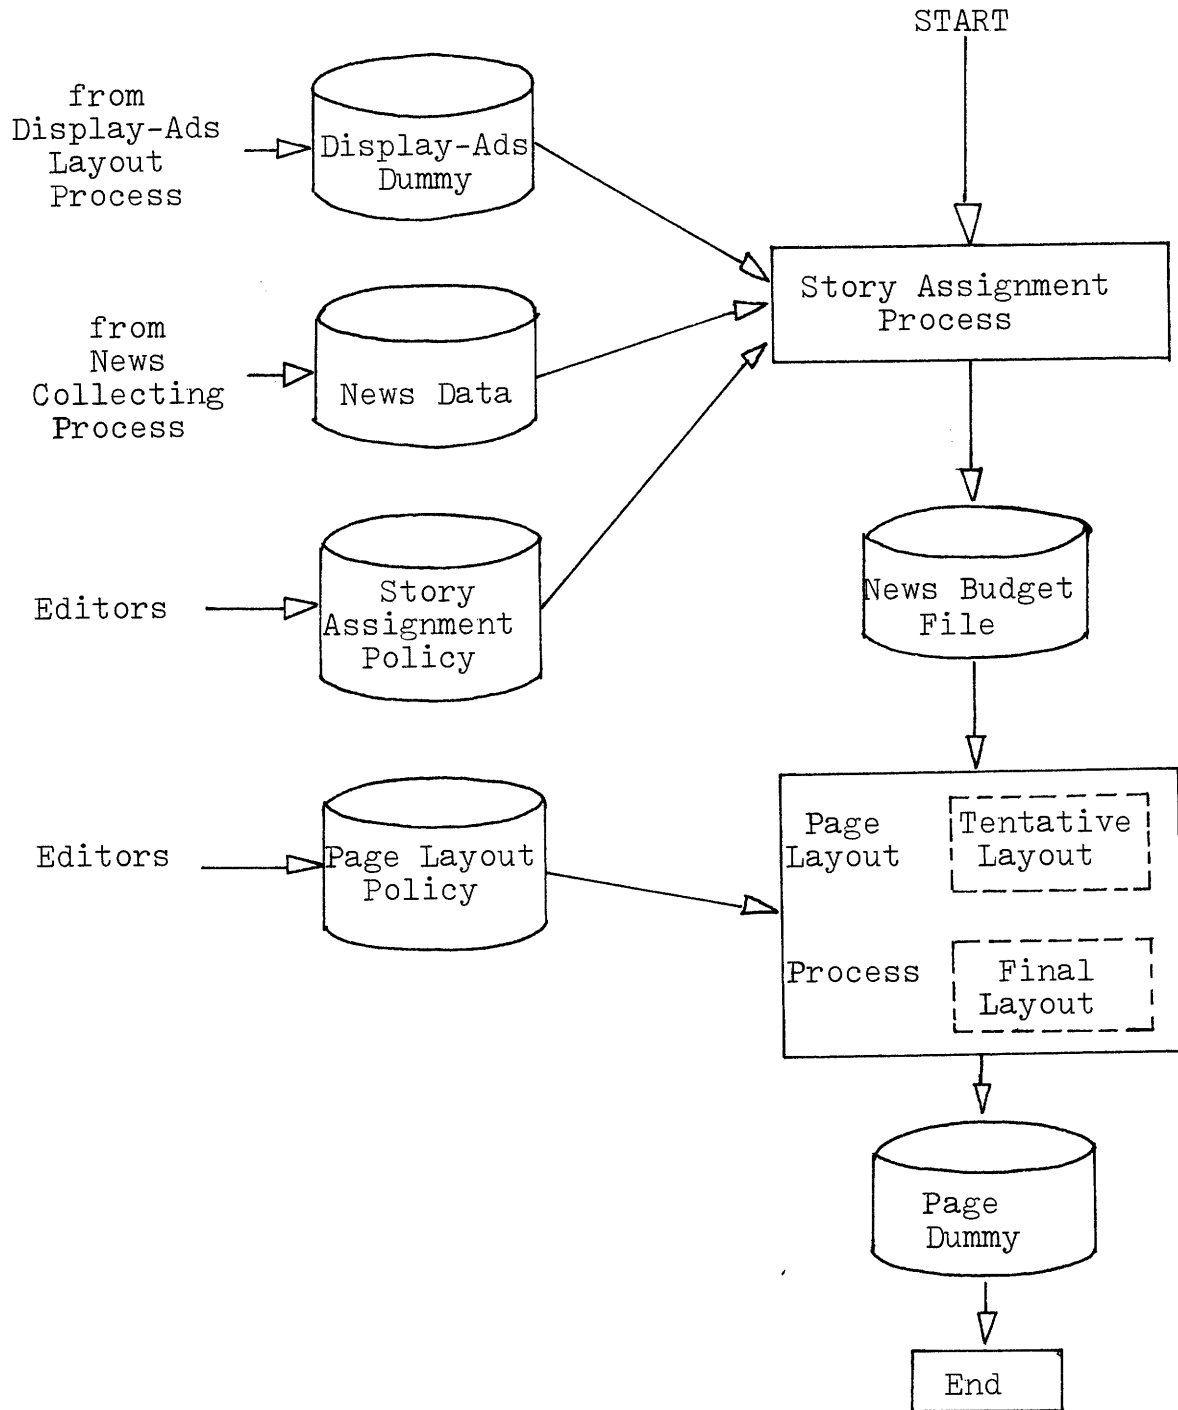 START
from
Display-Ads
Layout
Process
Display-Ads
Dummy
Story Assignment
Process
from
News
Collecting
Process
News Data
Editors
Story
Assignment
Policy
News Budget
File
Editors
Page Layout
Policy
Page
Layout
Process
Tentative
Layout
Final
Layout
Page
Dummy
End